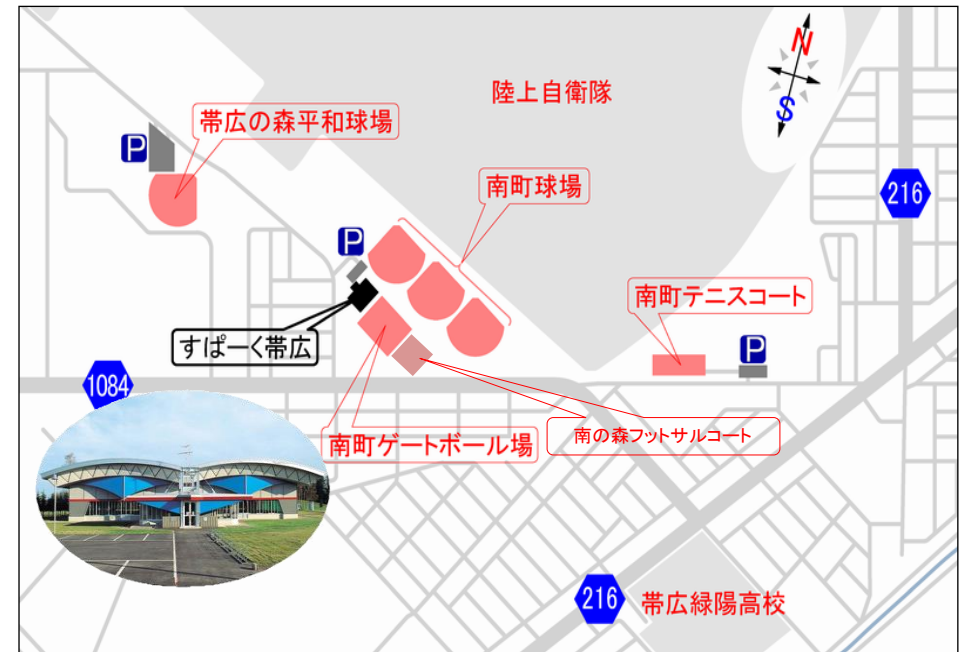 N
陸上自衛隊
S
帯広の森平和球場
P
南町球場
216
P
南町テニスコート
すぱーく帯広
P
1084
南町ゲートボール場
南の森フットサルコート
216
帯広緑陽高校